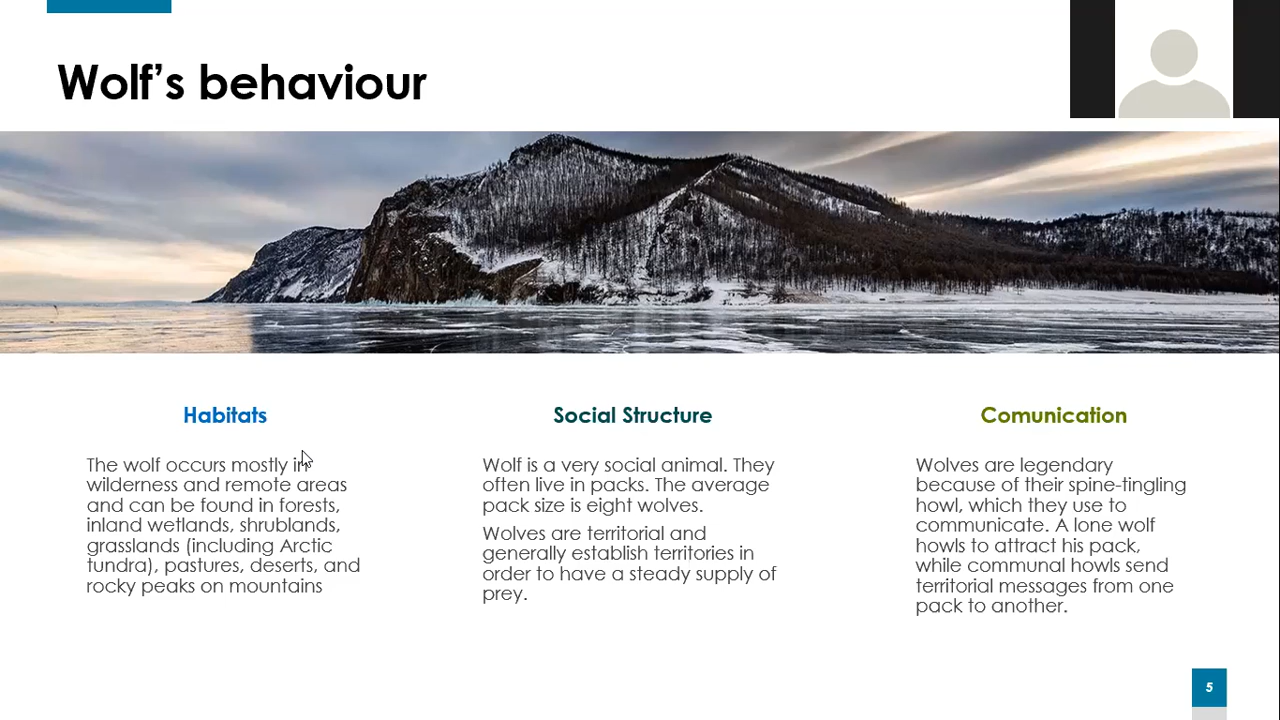 Wolf’s behaviour
Habitats
The wolf occurs mostly in
wilderness and remote areas
and can be found in forests,
inland wetlands, shrublands,
grasslands (including Arctic
tundra), pastures, deserts, and
rocky peaks on mountains
Social Structure
Wolf is a very social animal. They
often live in packs. The average
pack size is eight wolves.
Wolves are territorial and
generally establish territories in
order to have a steady supply of
prey.
Comunication
Wolves are legendary
because of their spine-tingling
howl, which they use to
communicate. A lone wolf
howls to attract his pack,
while communal howls send
territorial messages from one
pack to another.
5